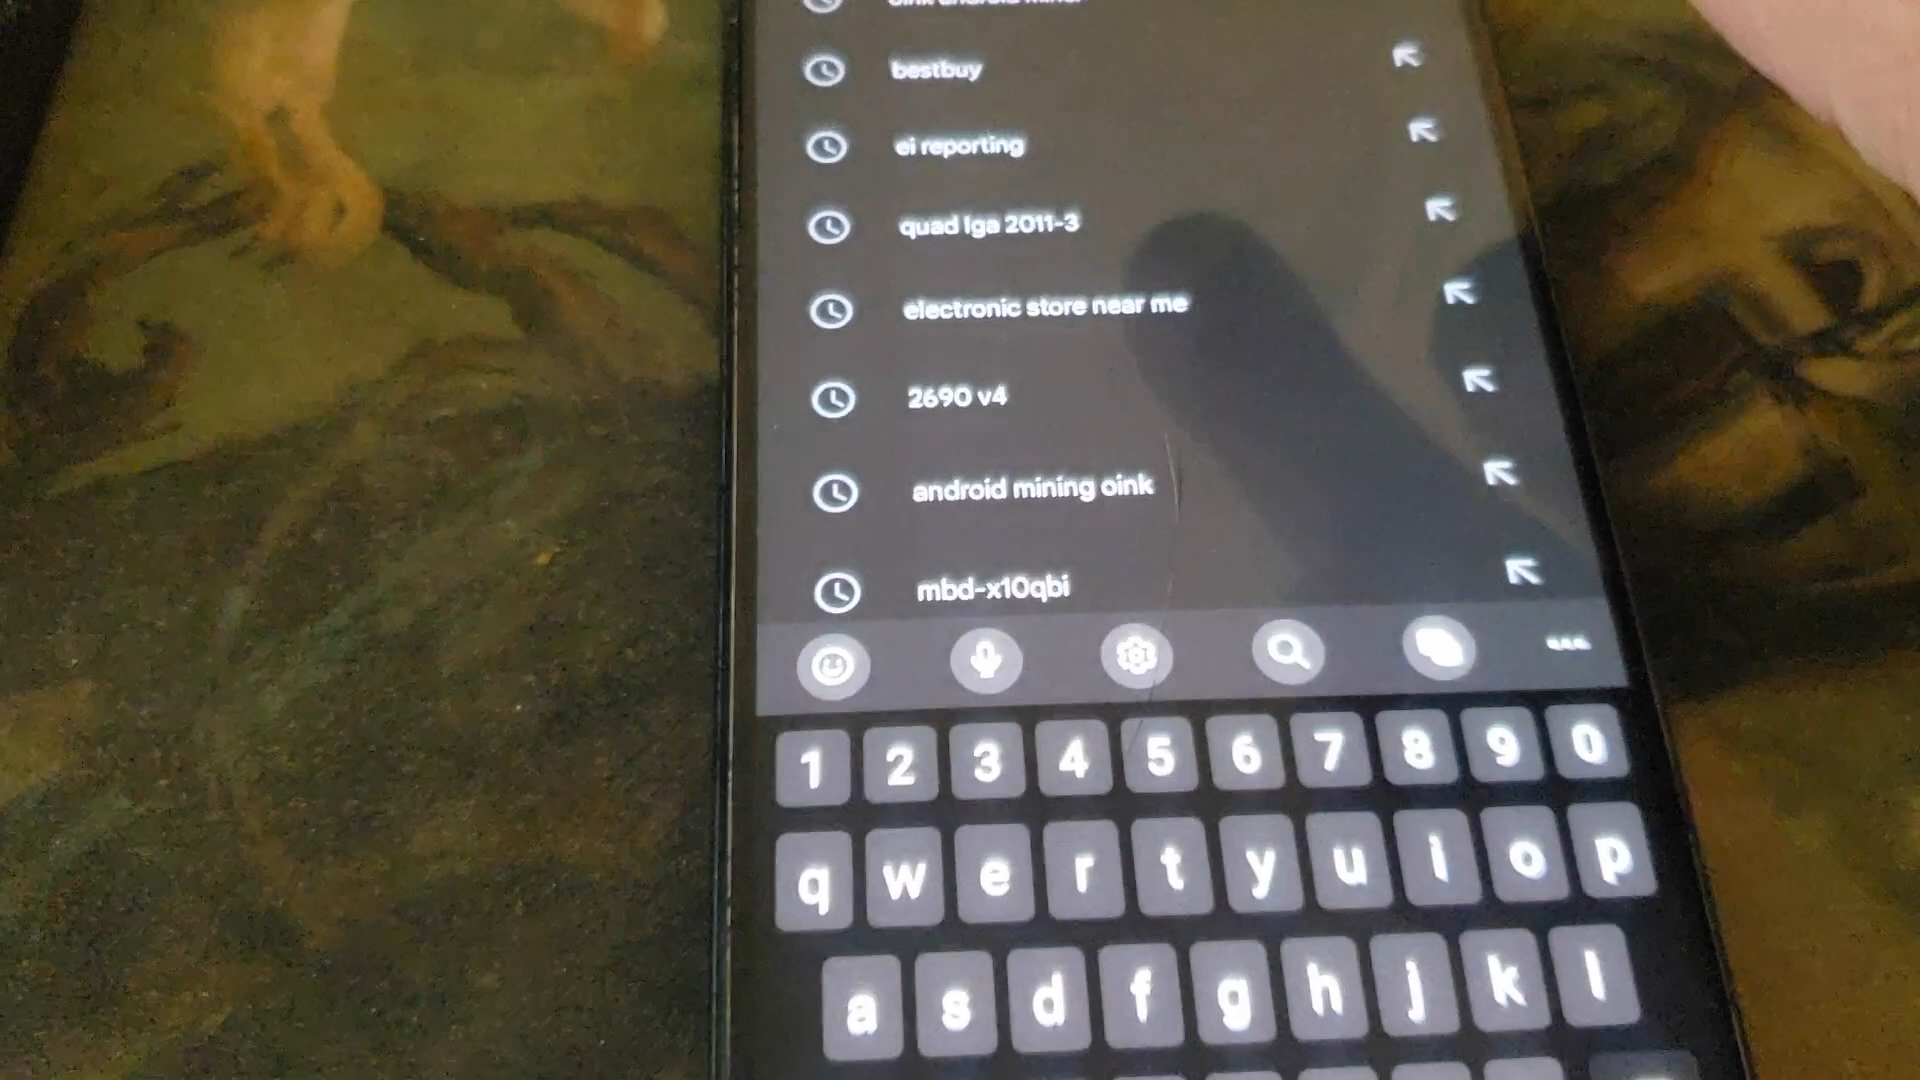 bestbuy
ei reporting
quad lga 2011-3
electronic store near me
2690 v4
android mining oink
mbd-x10qbi
1 2 3 4 5 6 7 8 9 0
q w e r t y u i o p
a s d f g h j k l